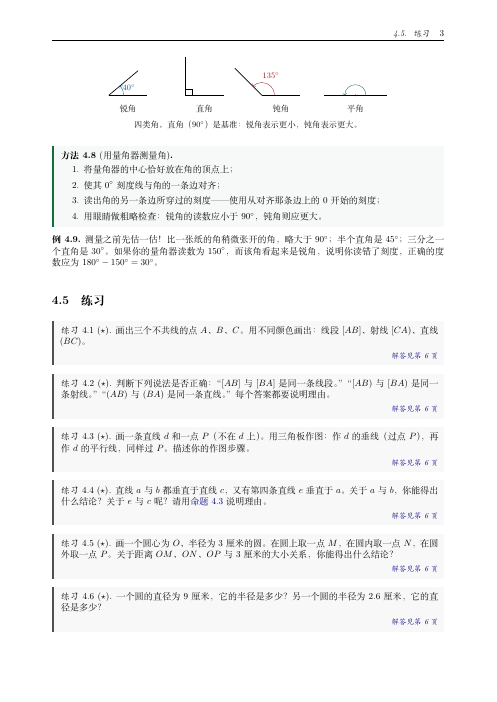 4.5. 练习 3
40°
135°
锐角 直角 钝角 平角
四类角。直角（90°）是基准：锐角表示更小，钝角表示更大。
方法 4.8 (用量角器测量角).
1. 将量角器的中心恰好放在角的顶点上；
2. 使其 0° 刻度线与角的一条边对齐；
3. 读出角的另一条边所穿过的刻度——使用从对齐那条边上的 0 开始的刻度；
4. 用眼睛做粗略检查：锐角的读数应小于 90°，钝角则应更大。
例 4.9. 测量之前先估一估！比一张纸的角稍微张开的角，略大于 90°；半个直角是 45°；三分之一
个直角是 30°。如果你的量角器读数为 150°，而该角看起来是锐角，说明你读错了刻度，正确的度
数应为 180° − 150° = 30°。
4.5 练习
练习 4.1 (⋆). 画出三个不共线的点 A、B、C。用不同颜色画出：线段 [AB]、射线 [CA)、直线
(BC)。
解答见第 6 页
练习 4.2 (⋆). 判断下列说法是否正确：“[AB] 与 [BA] 是同一条线段。”“[AB) 与 [BA) 是同一
条射线。”“(AB) 与 (BA) 是同一条直线。”每个答案都要说明理由。
解答见第 6 页
练习 4.3 (⋆). 画一条直线 d 和一点 P（不在 d 上）。用三角板作图：作 d 的垂线（过点 P），再
作 d 的平行线，同样过 P。描述你的作图步骤。
解答见第 6 页
练习 4.4 (⋆). 直线 a 与 b 都垂直于直线 c，又有第四条直线 e 垂直于 a。关于 a 与 b，你能得出
什么结论？关于 e 与 c 呢？请用命题 4.3 说明理由。
解答见第 6 页
练习 4.5 (⋆). 画一个圆心为 O、半径为 3 厘米的圆。在圆上取一点 M，在圆内取一点 N，在圆
外取一点 P。关于距离 OM、ON、OP 与 3 厘米的大小关系，你能得出什么结论？
解答见第 6 页
练习 4.6 (⋆). 一个圆的直径为 9 厘米，它的半径是多少？另一个圆的半径为 2.6 厘米，它的直
径是多少？
解答见第 6 页